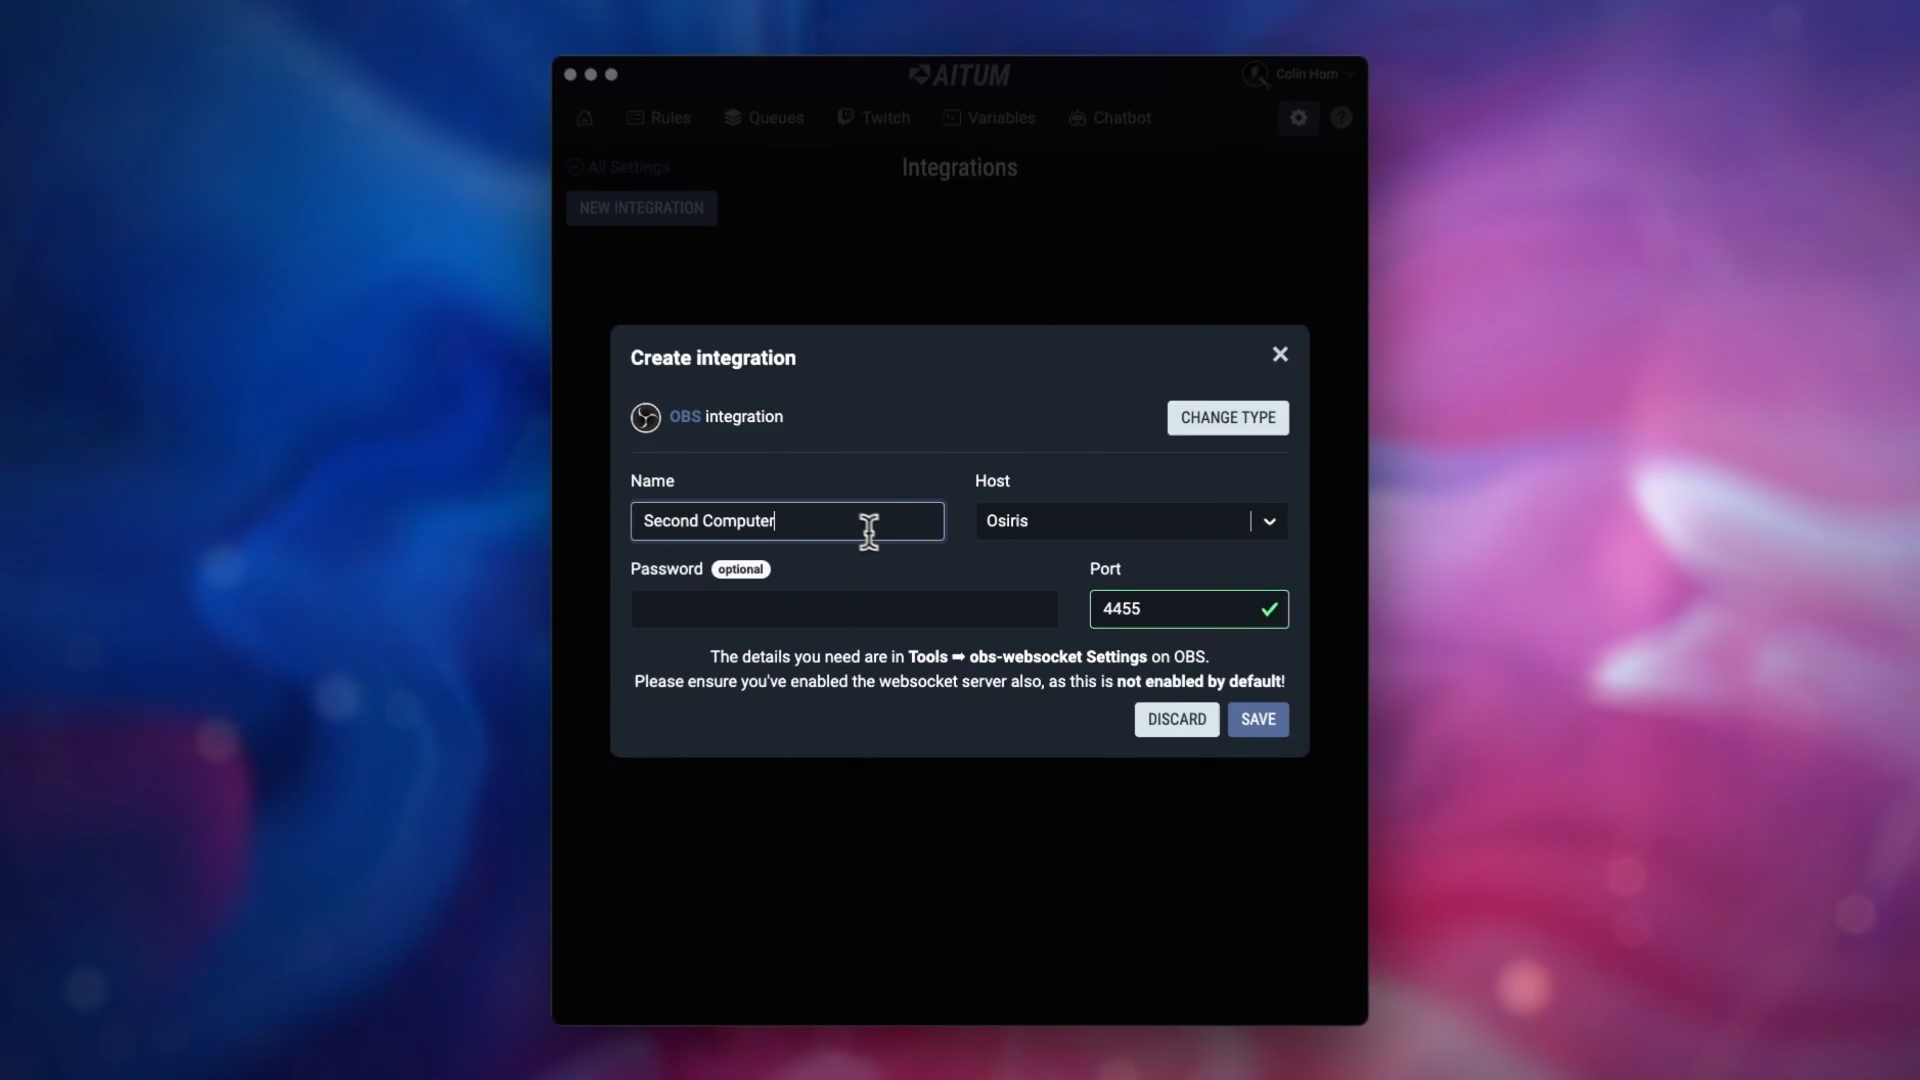 AITUM
Colin Horn
Rules
Queues
Twitch
Variables
Chatbot
?
All Settings
Integrations
NEW INTEGRATION
Create integration
OBS integration
CHANGE TYPE
Name
Host
Second Computer
Osiris
Password optional
Port
4455
The details you need are in Tools ➡ obs-websocket Settings on OBS.
Please ensure you've enabled the websocket server also, as this is not enabled by default!
DISCARD
SAVE